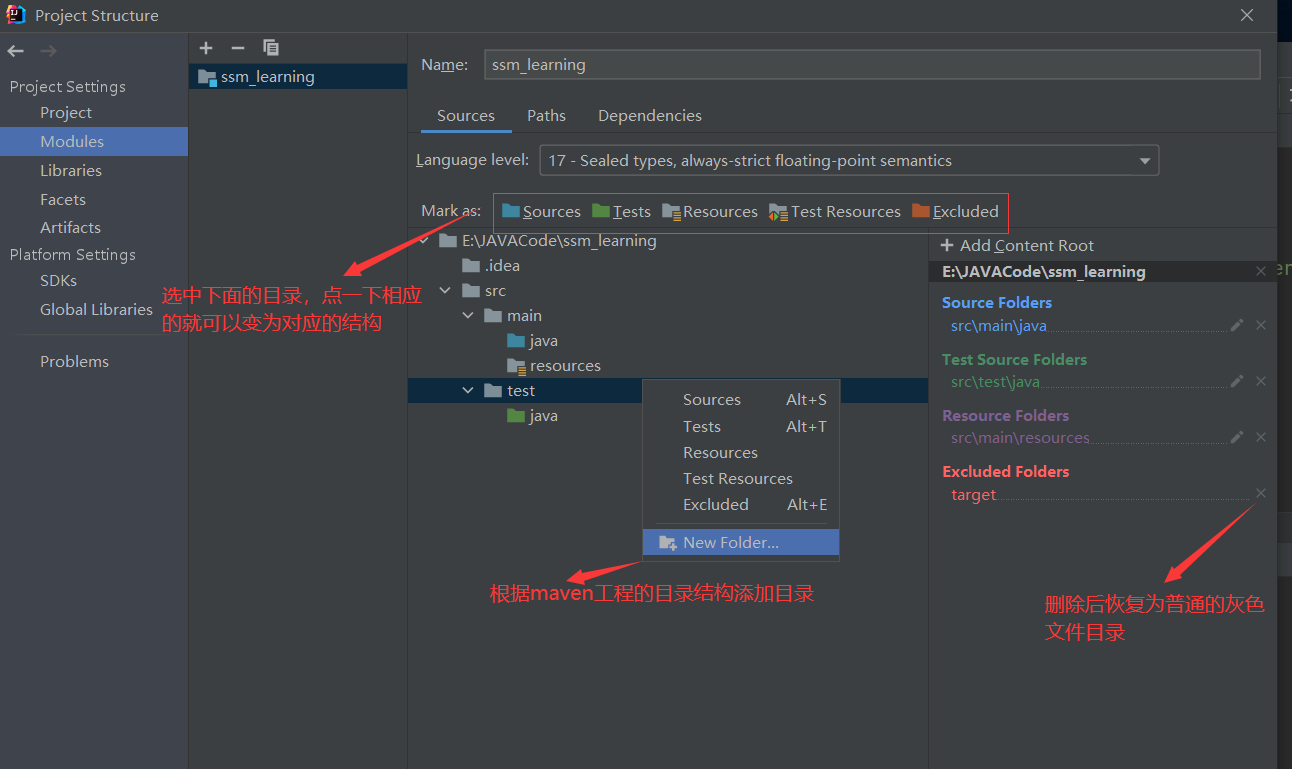 Project Structure
Project Settings
Project
Modules
Libraries
Facets
Artifacts
Platform Settings
SDKs
Global Libraries
Problems
ssm_learning
Name: ssm_learning
Sources Paths Dependencies
Language level: 17 - Sealed types, always-strict floating-point semantics
Mark as: Sources Tests Resources Test Resources Excluded
选中下面的目录，点一下相应
的就可以变为对应的结构
E:\JAVACode\ssm_learning
.idea
src
main
java
resources
test
java
Sources Alt+S
Tests Alt+T
Resources
Test Resources
Excluded Alt+E
New Folder...
根据maven工程的目录结构添加目录
Add Content Root
E:\JAVACode\ssm_learning
Source Folders
src\main\java
Test Source Folders
src\test\java
Resource Folders
src\main\resources
Excluded Folders
target
删除后恢复为普通的灰色
文件目录